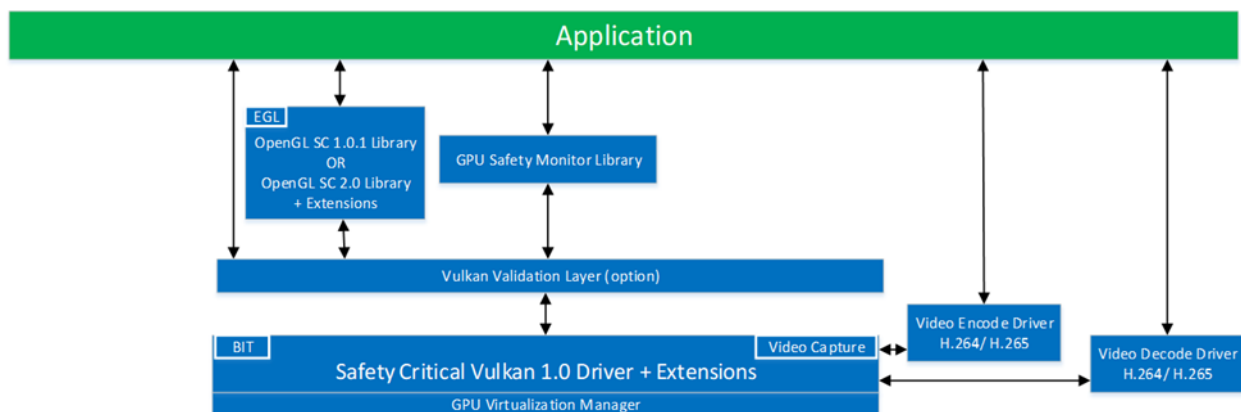 Application
EGL
OpenGL SC 1.0.1 Library
OR
OpenGL SC 2.0 Library
+ Extensions
GPU Safety Monitor Library
Vulkan Validation Layer (option)
BIT
Video Capture
Safety Critical Vulkan 1.0 Driver + Extensions
GPU Virtualization Manager
Video Encode Driver
H.264/ H.265
Video Decode Driver
H.264/ H.265